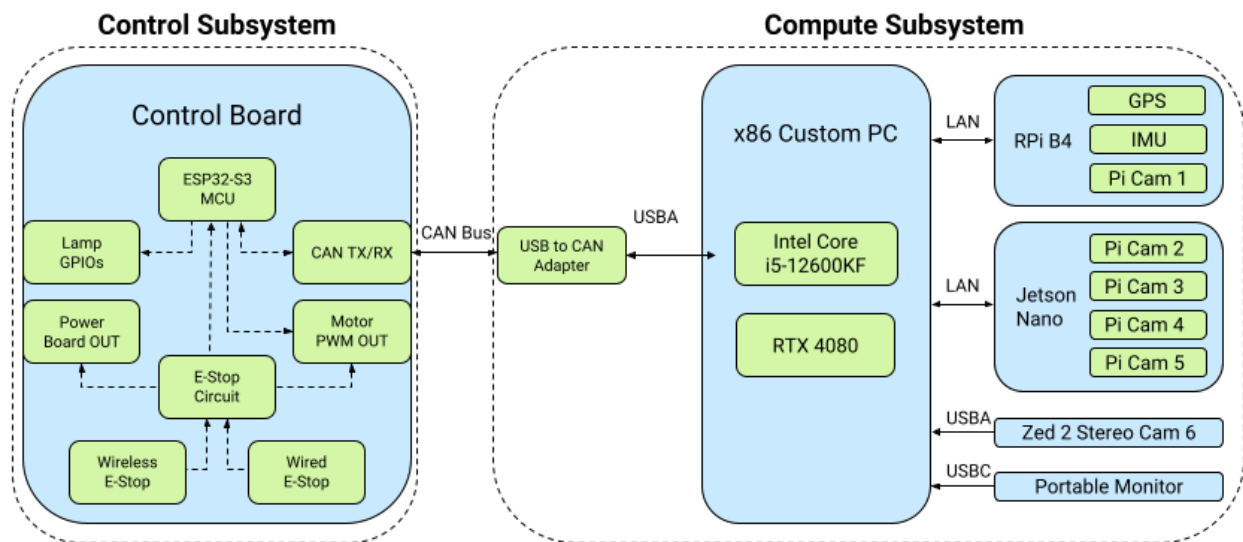 Control Subsystem
Control Board
ESP32-S3
MCU
Lamp
GPIOs
CAN TX/RX
Power
Board OUT
Motor
PWM OUT
E-Stop
Circuit
Wireless
E-Stop
Wired
E-Stop
CAN Bus
Compute Subsystem
USB to CAN
Adapter
USBA
x86 Custom PC
Intel Core
i5-12600KF
RTX 4080
LAN
RPi B4
GPS
IMU
Pi Cam 1
LAN
Jetson
Nano
Pi Cam 2
Pi Cam 3
Pi Cam 4
Pi Cam 5
USBA
Zed 2 Stereo Cam 6
USBC
Portable Monitor